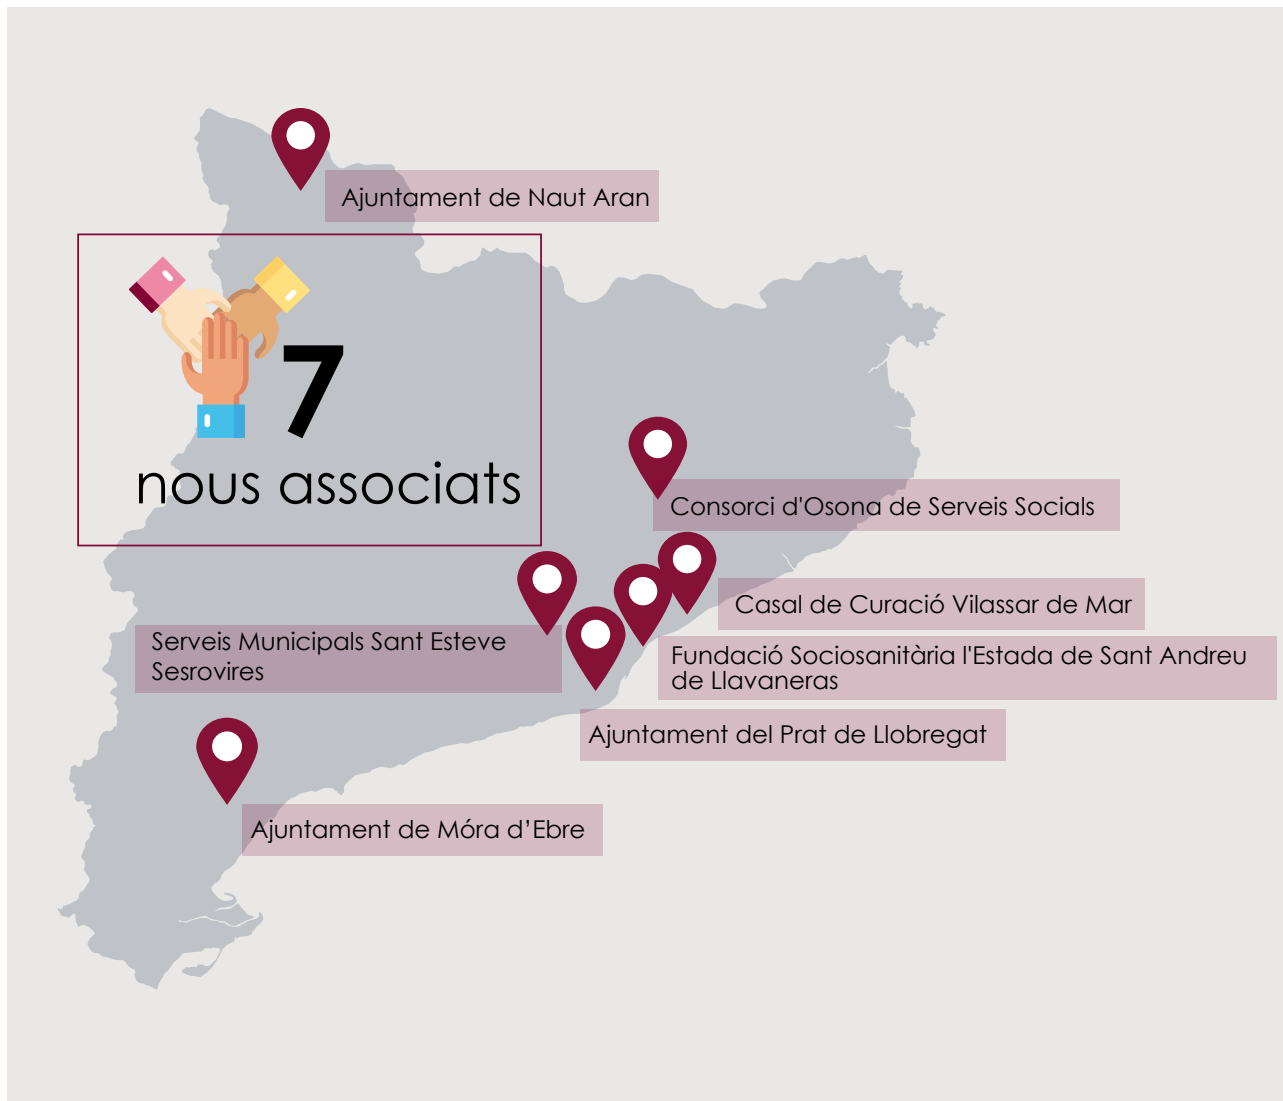 Ajuntament de Naut Aran
7
nous associats
Consorci d'Osona de Serveis Socials
Casal de Curació Vilassar de Mar
Serveis Municipals Sant Esteve
Sesrovires
Fundació Sociosanitària l'Estada de Sant Andreu
de Llavaneras
Ajuntament del Prat de Llobregat
Ajuntament de Móra d’Ebre